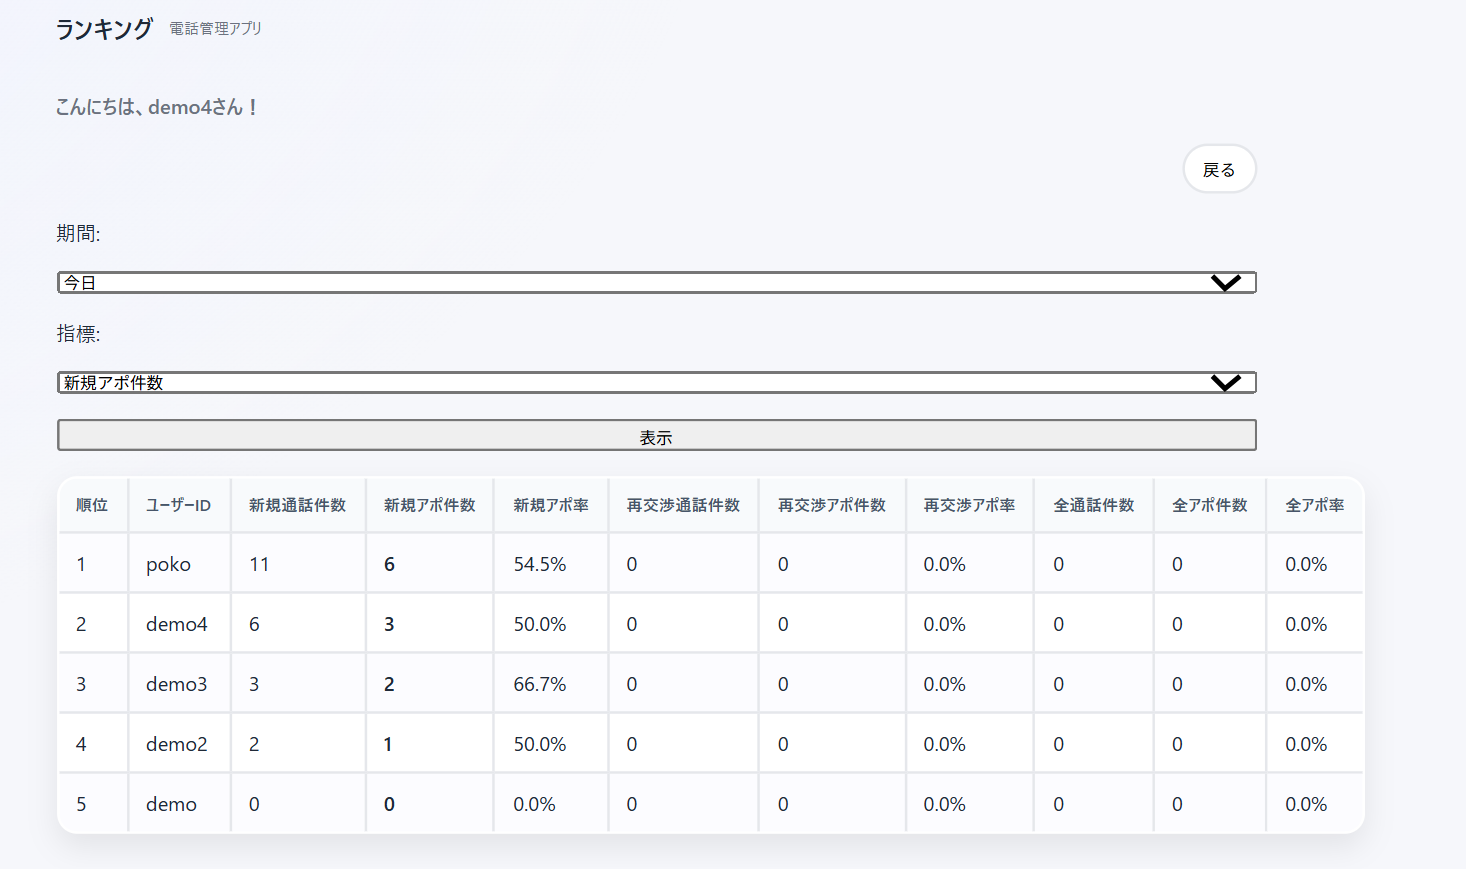 ランキング 電話管理アプリ
こんにちは、demo4さん！
戻る
期間:
今日
指標:
新規アポ件数
表示
順位 ユーザーID 新規通話件数 新規アポ件数 新規アポ率 再交渉通話件数 再交渉アポ件数 再交渉アポ率 全通話件数 全アポ件数 全アポ率
1 poko 11 6 54.5% 0 0 0.0% 0 0 0.0%
2 demo4 6 3 50.0% 0 0 0.0% 0 0 0.0%
3 demo3 3 2 66.7% 0 0 0.0% 0 0 0.0%
4 demo2 2 1 50.0% 0 0 0.0% 0 0 0.0%
5 demo 0 0 0.0% 0 0 0.0% 0 0 0.0%